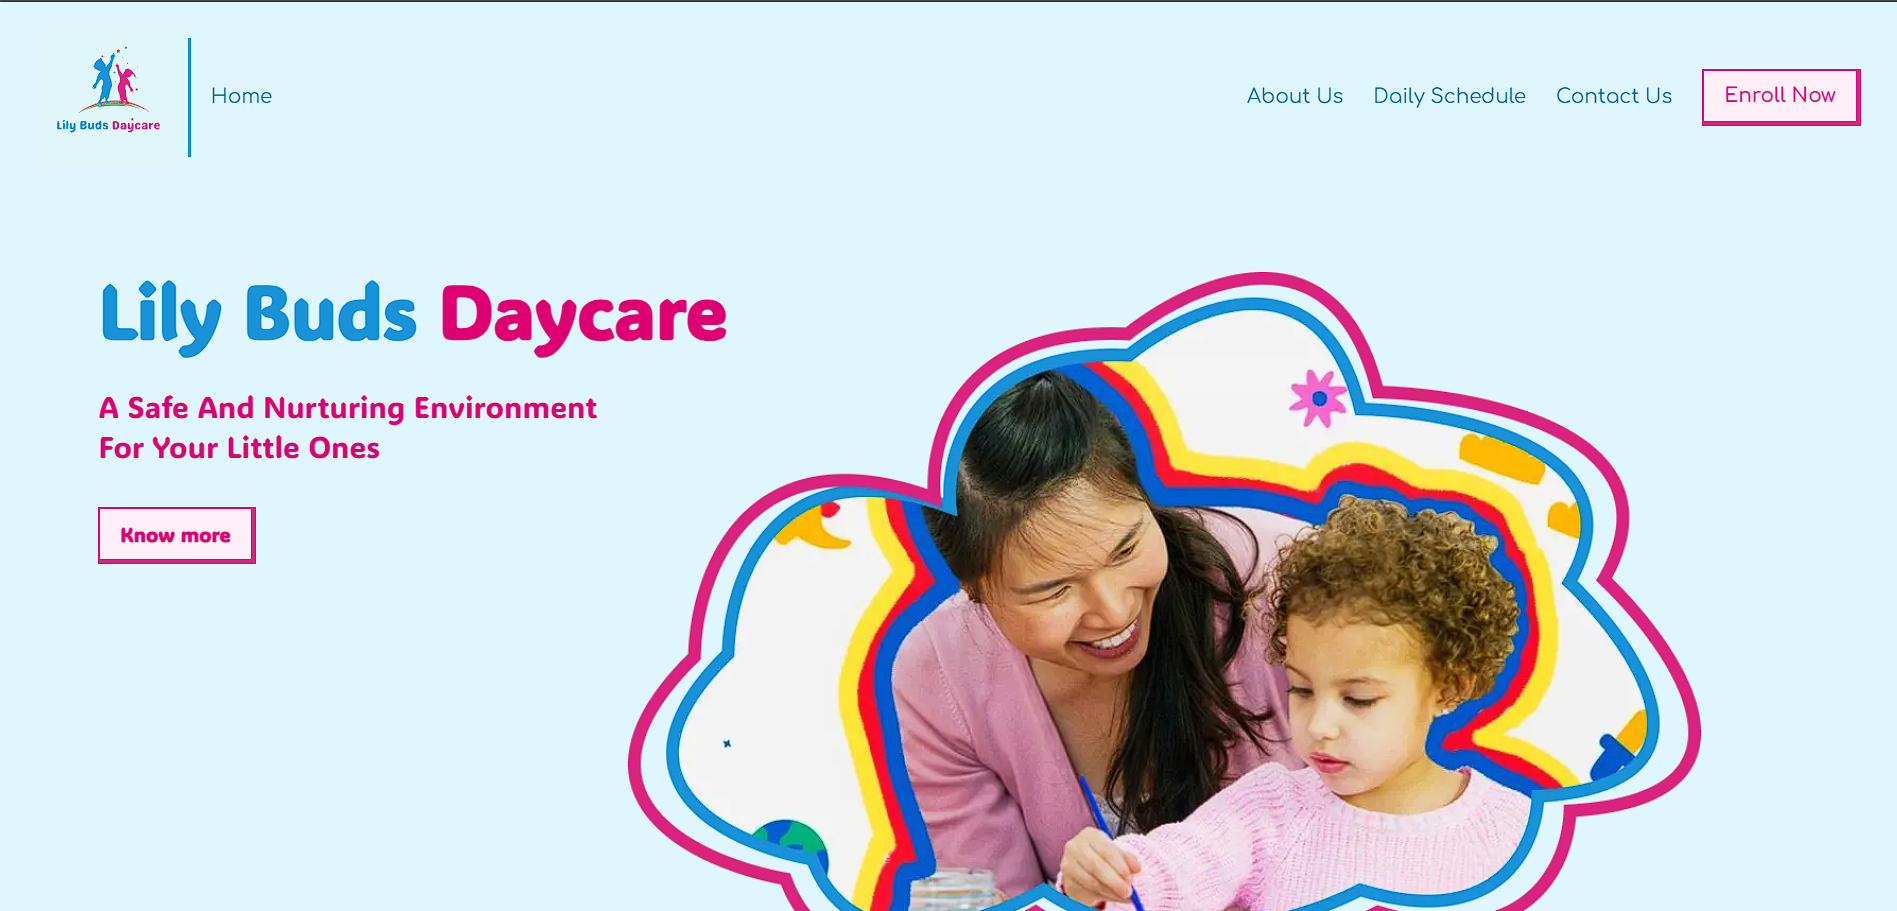 Lily Buds Daycare
Home
About Us
Daily Schedule
Contact Us
Enroll Now
Lily Buds Daycare
A Safe And Nurturing Environment
For Your Little Ones
Know more